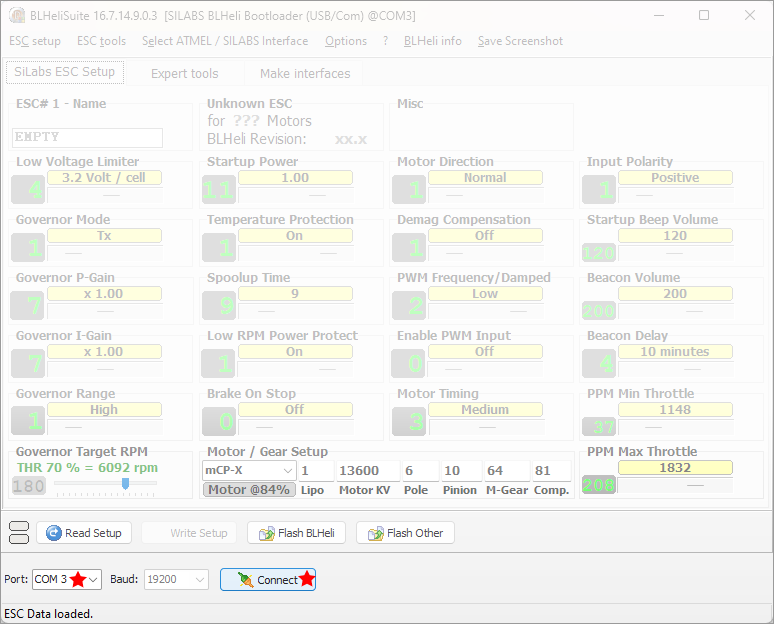 BLHeliSuite 16.7.14.9.0.3 [SILABS BLHeli Bootloader (USB/Com) @COM3]
ESC setup ESC tools Select ATMEL / SILABS Interface Options ? BLHeli info Save Screenshot
SiLabs ESC Setup Expert tools Make interfaces
ESC# 1 - Name Unknown ESC Misc
for ??? Motors
EMPTY BLHeli Revision: xx.x
Low Voltage Limiter Startup Power Motor Direction Input Polarity
4 3.2 Volt / cell 11 1.00 1 Normal 1 Positive
Governor Mode Temperature Protection Demag Compensation Startup Beep Volume
1 Tx 1 On 1 Off 120 120
Governor P-Gain Spoolup Time PWM Frequency/Damped Beacon Volume
7 x 1.00 9 9 2 Low 200 200
Governor I-Gain Low RPM Power Protect Enable PWM Input Beacon Delay
7 x 1.00 1 On 0 Off 4 10 minutes
Governor Range Brake On Stop Motor Timing PPM Min Throttle
1 High 0 Off 3 Medium 37 1148
Governor Target RPM Motor / Gear Setup PPM Max Throttle
THR 70 % = 6092 rpm mCP-X 1 13600 6 10 64 81 1832
180 Motor @84% Lipo Motor KV Pole Pinion M-Gear Comp. 208
Read Setup Write Setup Flash BLHeli Flash Other
Port: COM 3 Baud: 19200 Connect
ESC Data loaded.